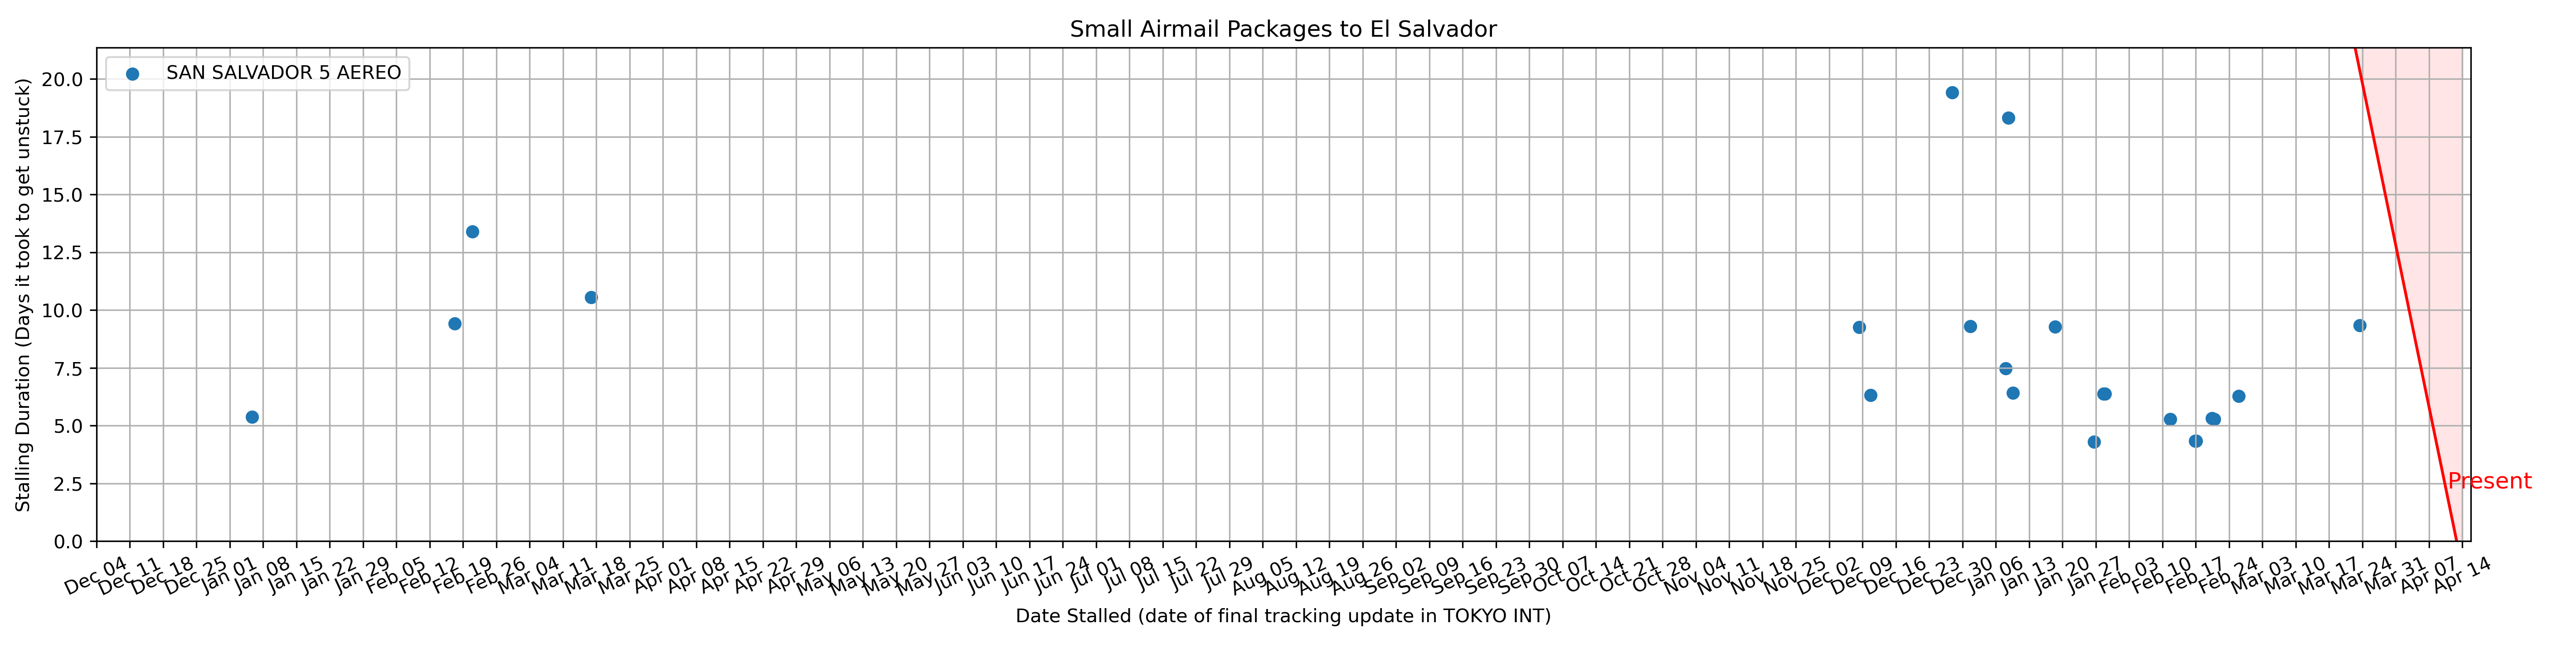 Small Airmail Packages to El Salvador
SAN SALVADOR 5 AEREO
Stalling Duration (Days it took to get unstuck)
20.0
17.5
15.0
12.5
10.0
7.5
5.0
2.5
0.0
Present
Dec 04 Dec 11 Dec 18 Dec 25 Jan 01 Jan 08 Jan 15 Jan 22 Jan 29 Feb 05 Feb 12 Feb 19 Feb 26 Mar 04 Mar 11 Mar 18 Mar 25 Apr 01 Apr 08 Apr 15 Apr 22 Apr 29 May 06 May 13 May 20 May 27 Jun 03 Jun 10 Jun 17 Jun 24 Jul 01 Jul 08 Jul 15 Jul 22 Jul 29 Aug 05 Aug 12 Aug 19 Aug 26 Sep 02 Sep 09 Sep 16 Sep 23 Sep 30 Oct 07 Oct 14 Oct 21 Oct 28 Nov 04 Nov 11 Nov 18 Nov 25 Dec 02 Dec 09 Dec 16 Dec 23 Dec 30 Jan 06 Jan 13 Jan 20 Jan 27 Feb 03 Feb 10 Feb 17 Feb 24 Mar 03 Mar 10 Mar 17 Mar 24 Mar 31 Apr 07 Apr 14
Date Stalled (date of final tracking update in TOKYO INT)